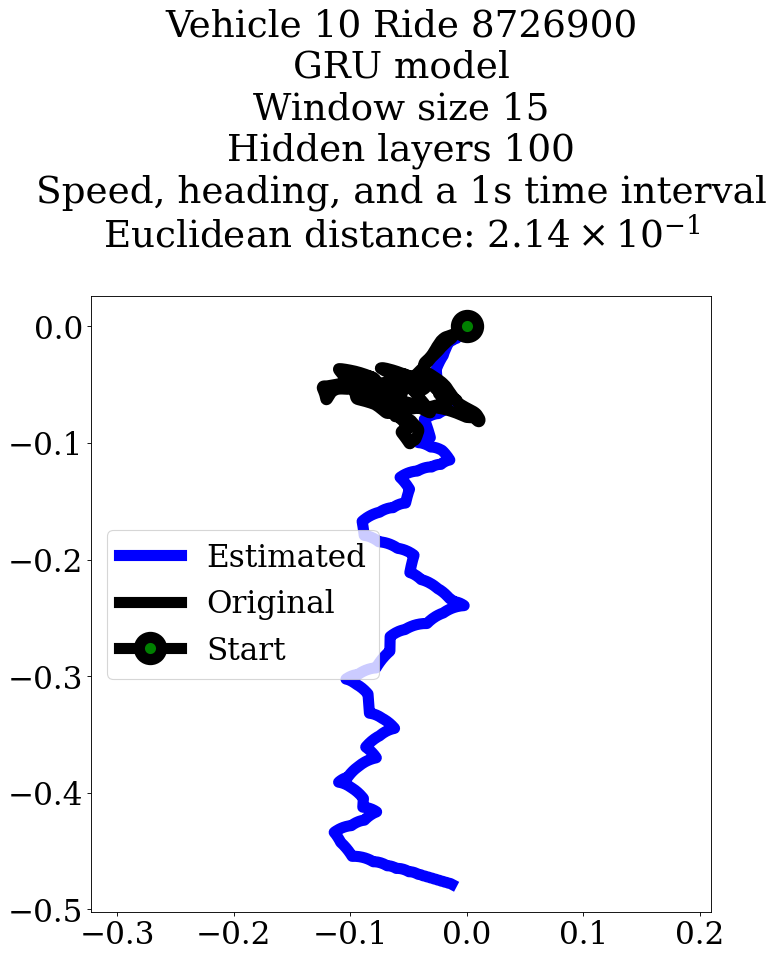 Vehicle 10 Ride 8726900
GRU model
Window size 15
Hidden layers 100
Speed, heading, and a 1s time interval
Euclidean distance: 2.14 × 10⁻¹
0.0
−0.1
−0.2
−0.3
−0.4
−0.5
Estimated
Original
Start
−0.3 −0.2 −0.1 0.0 0.1 0.2